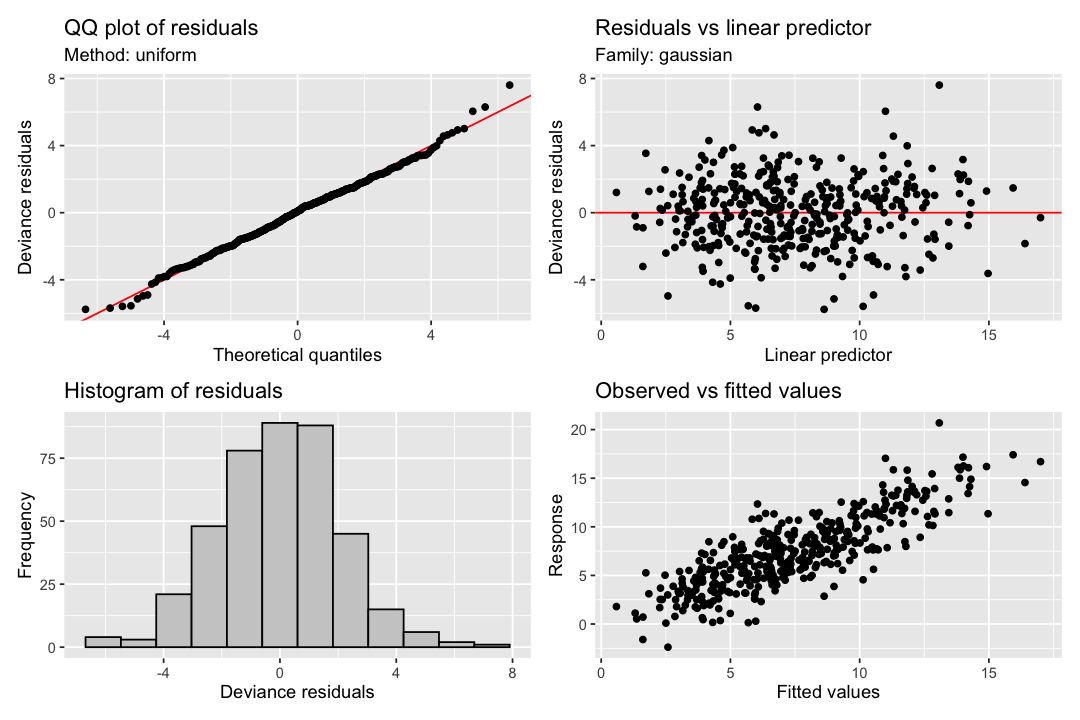 QQ plot of residuals
Method: uniform
8
4
0
-4
Deviance residuals
-4
0
4
Theoretical quantiles
Residuals vs linear predictor
Family: gaussian
8
4
0
-4
Deviance residuals
0
5
10
15
Linear predictor
Histogram of residuals
75
50
25
0
Frequency
-4
0
4
8
Deviance residuals
Observed vs fitted values
20
15
10
5
0
Response
0
5
10
15
Fitted values